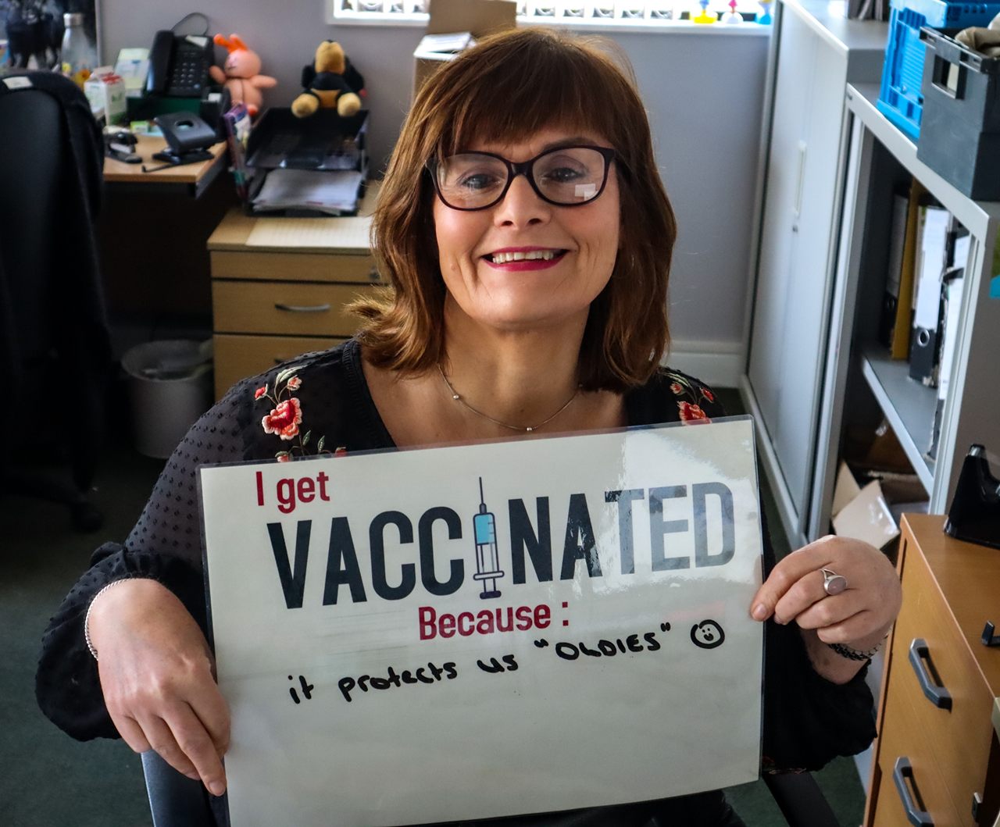 I get
VACCINATED
Because :
it protects us "OLDIES" ☺